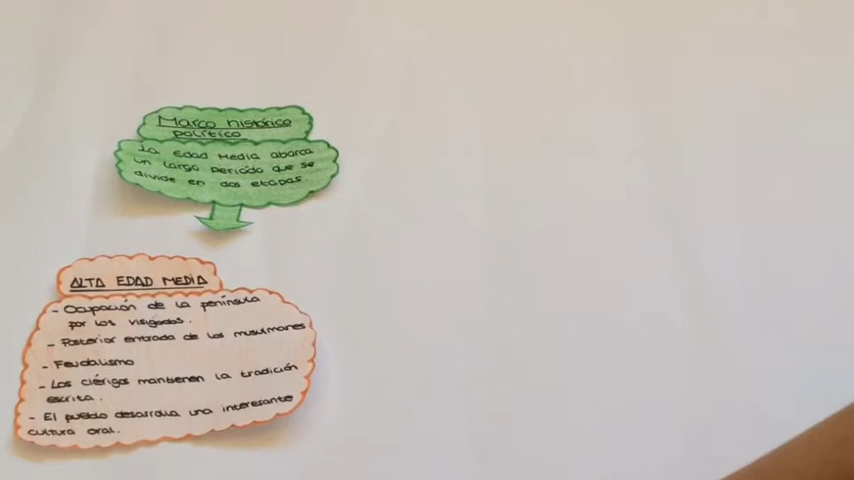 Marco histórico
político
La Edad Media abarca
un largo periodo que se
divide en dos etapas.
ALTA EDAD MEDIA
- Ocupación de la península
por los visigodos.
- Posterior entrada de los musulmanes
- Feudalismo
- Los clérigos mantienen la tradición
escrita.
- El pueblo desarrolla una interesante
cultura oral.